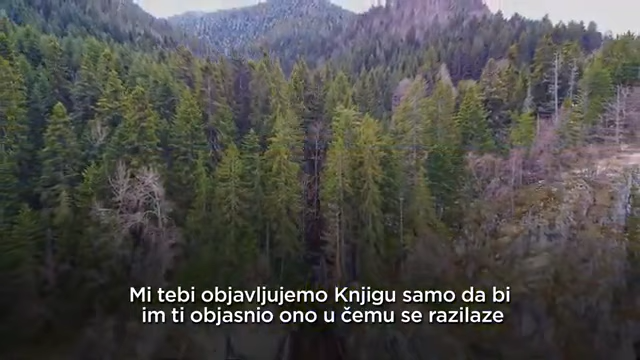 Mi tebi objavljujemo Knjigu samo da bi
im ti objasnio ono u čemu se razilaze